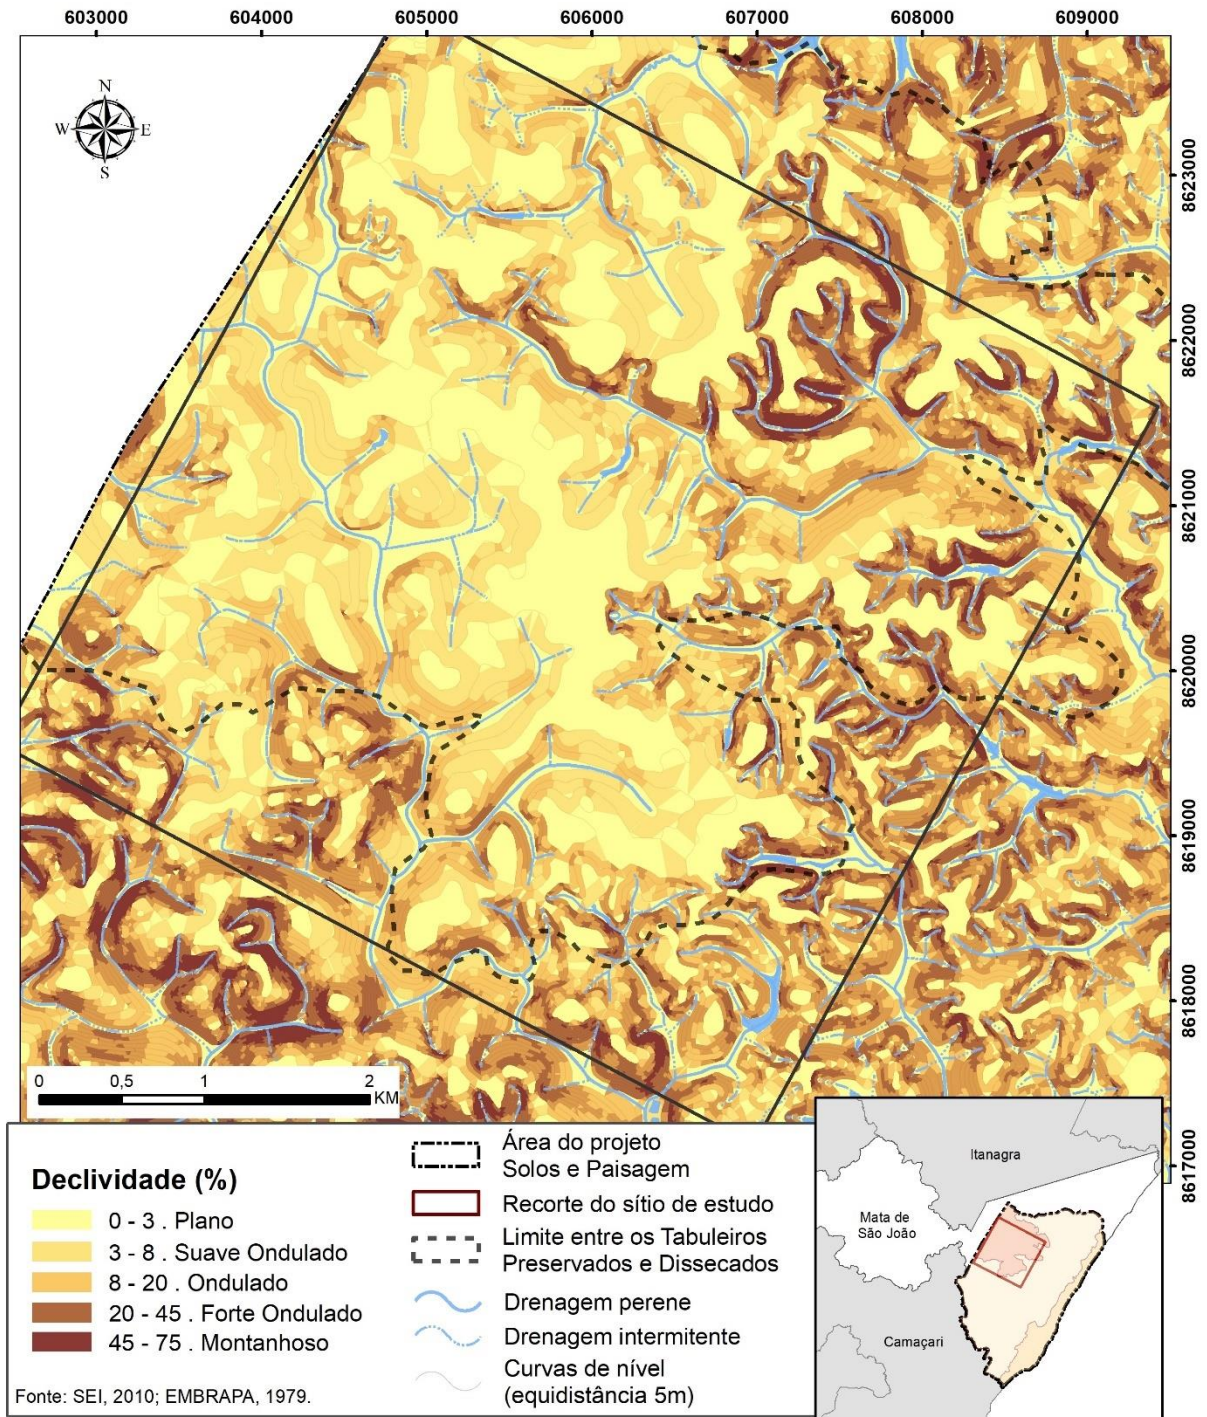 603000 604000 605000 606000 607000 608000 609000
N
W E
S
8623000
8622000
8621000
8620000
8619000
8618000
8617000
0 0,5 1 2
KM
Declividade (%)
0 - 3 . Plano
3 - 8 . Suave Ondulado
8 - 20 . Ondulado
20 - 45 . Forte Ondulado
45 - 75 . Montanhoso
Fonte: SEI, 2010; EMBRAPA, 1979.
Área do projeto
Solos e Paisagem
Recorte do sítio de estudo
Limite entre os Tabuleiros
Preservados e Dissecados
Drenagem perene
Drenagem intermitente
Curvas de nível
(equidistância 5m)
Itanagra
Mata de
São João
Camaçari